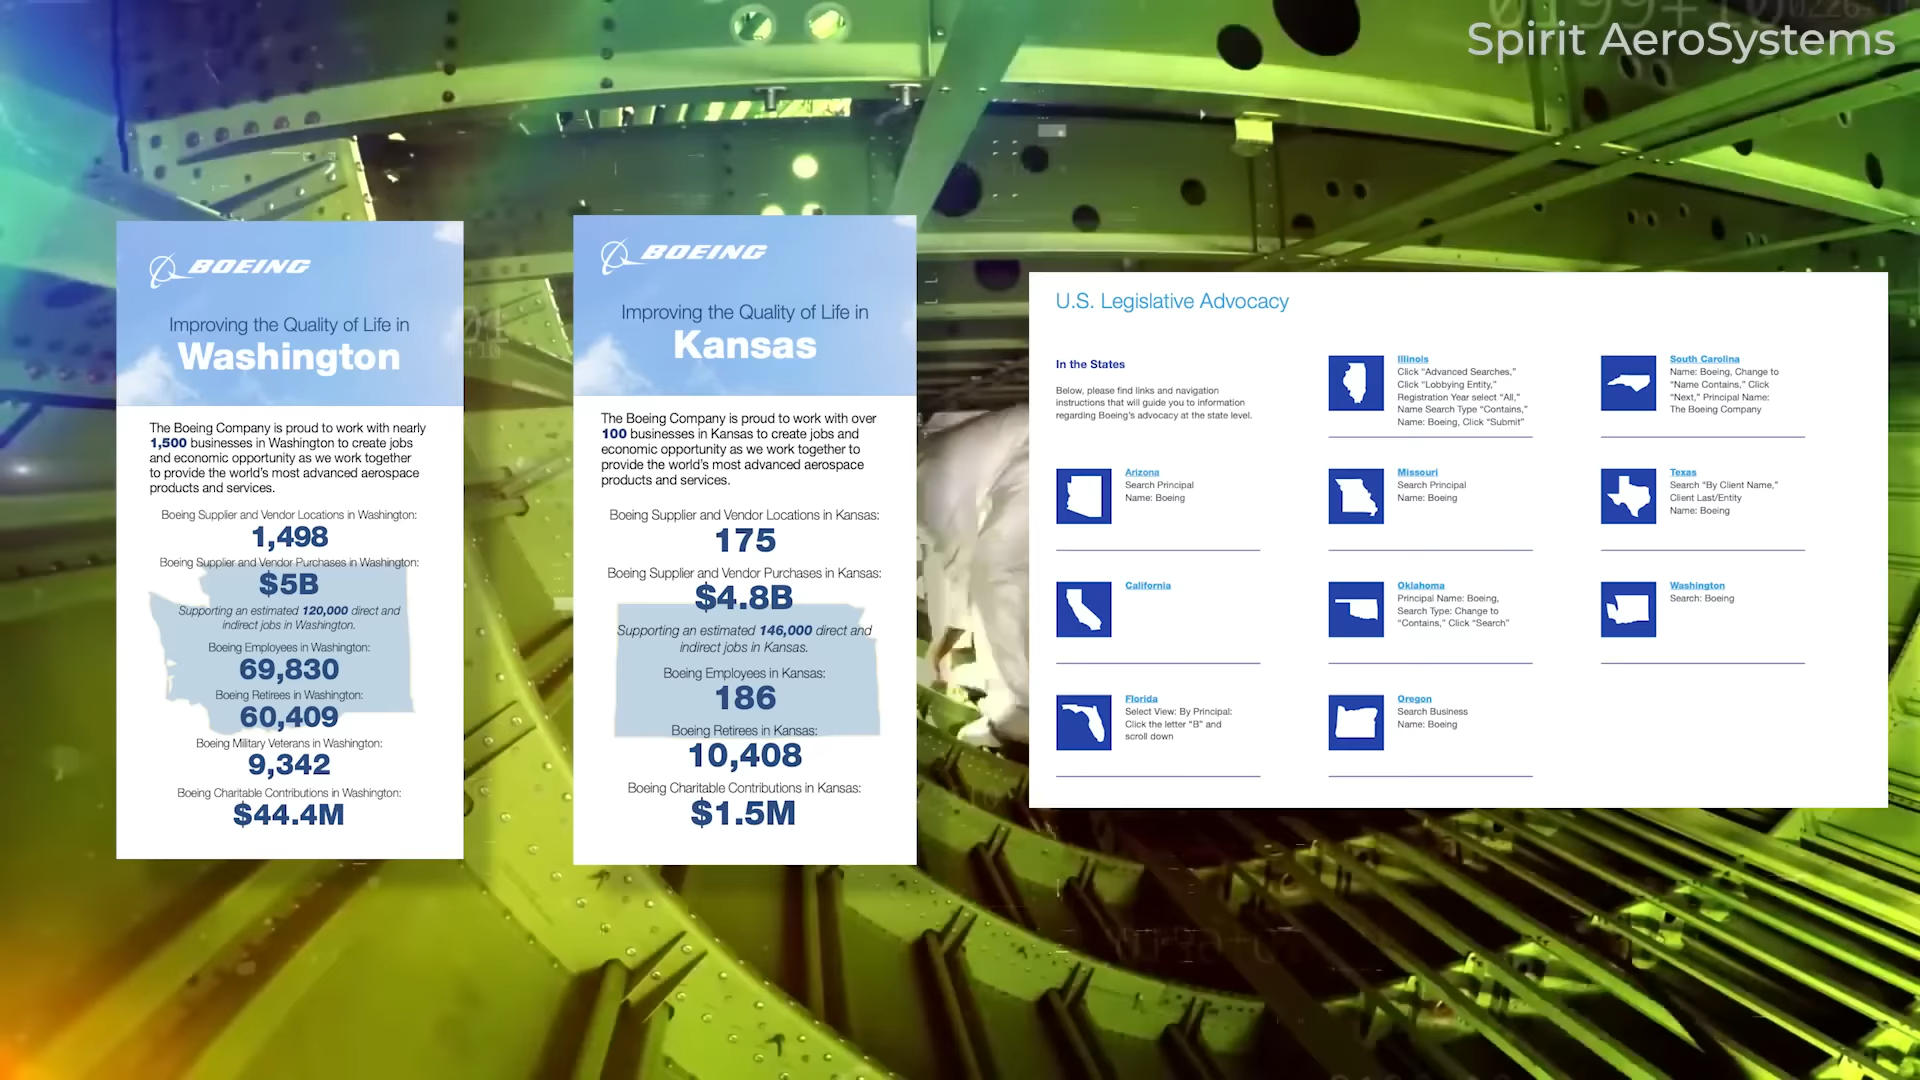 Spirit AeroSystems
BOEING
Improving the Quality of Life in
Washington
The Boeing Company is proud to work with nearly
1,500 businesses in Washington to create jobs
and economic opportunity as we work together
to provide the world's most advanced aerospace
products and services.
Boeing Supplier and Vendor Locations in Washington:
1,498
Boeing Supplier and Vendor Purchases in Washington:
$5B
Supporting an estimated 120,000 direct and
indirect jobs in Washington.
Boeing Employees in Washington:
69,830
Boeing Retirees in Washington:
60,409
Boeing Military Veterans in Washington:
9,342
Boeing Charitable Contributions in Washington:
$44.4M
BOEING
Improving the Quality of Life in
Kansas
The Boeing Company is proud to work with over
100 businesses in Kansas to create jobs and
economic opportunity as we work together to
provide the world's most advanced aerospace
products and services.
Boeing Supplier and Vendor Locations in Kansas:
175
Boeing Supplier and Vendor Purchases in Kansas:
$4.8B
Supporting an estimated 146,000 direct and
indirect jobs in Kansas.
Boeing Employees in Kansas:
186
Boeing Retirees in Kansas:
10,408
Boeing Charitable Contributions in Kansas:
$1.5M
U.S. Legislative Advocacy
In the States
Below, please find links and navigation
instructions that will guide you to information
regarding Boeing's advocacy at the state level.
Arizona
Search Principal
Name: Boeing
California
Florida
Select View: By Principal:
Click the letter "B" and
scroll down
Illinois
Click "Advanced Searches,"
Click "Lobbying Entity,"
Registration Year select "All,"
Name Search Type "Contains,"
Name: Boeing, Click "Submit"
Missouri
Search Principal
Name: Boeing
Oklahoma
Principal Name: Boeing,
Search Type: Change to
"Contains," Click "Search"
Oregon
Search Business
Name: Boeing
South Carolina
Name: Boeing, Change to
"Name Contains," Click
"Next," Principal Name:
The Boeing Company
Texas
Search "By Client Name,"
Client Last/Entity
Name: Boeing
Washington
Search: Boeing